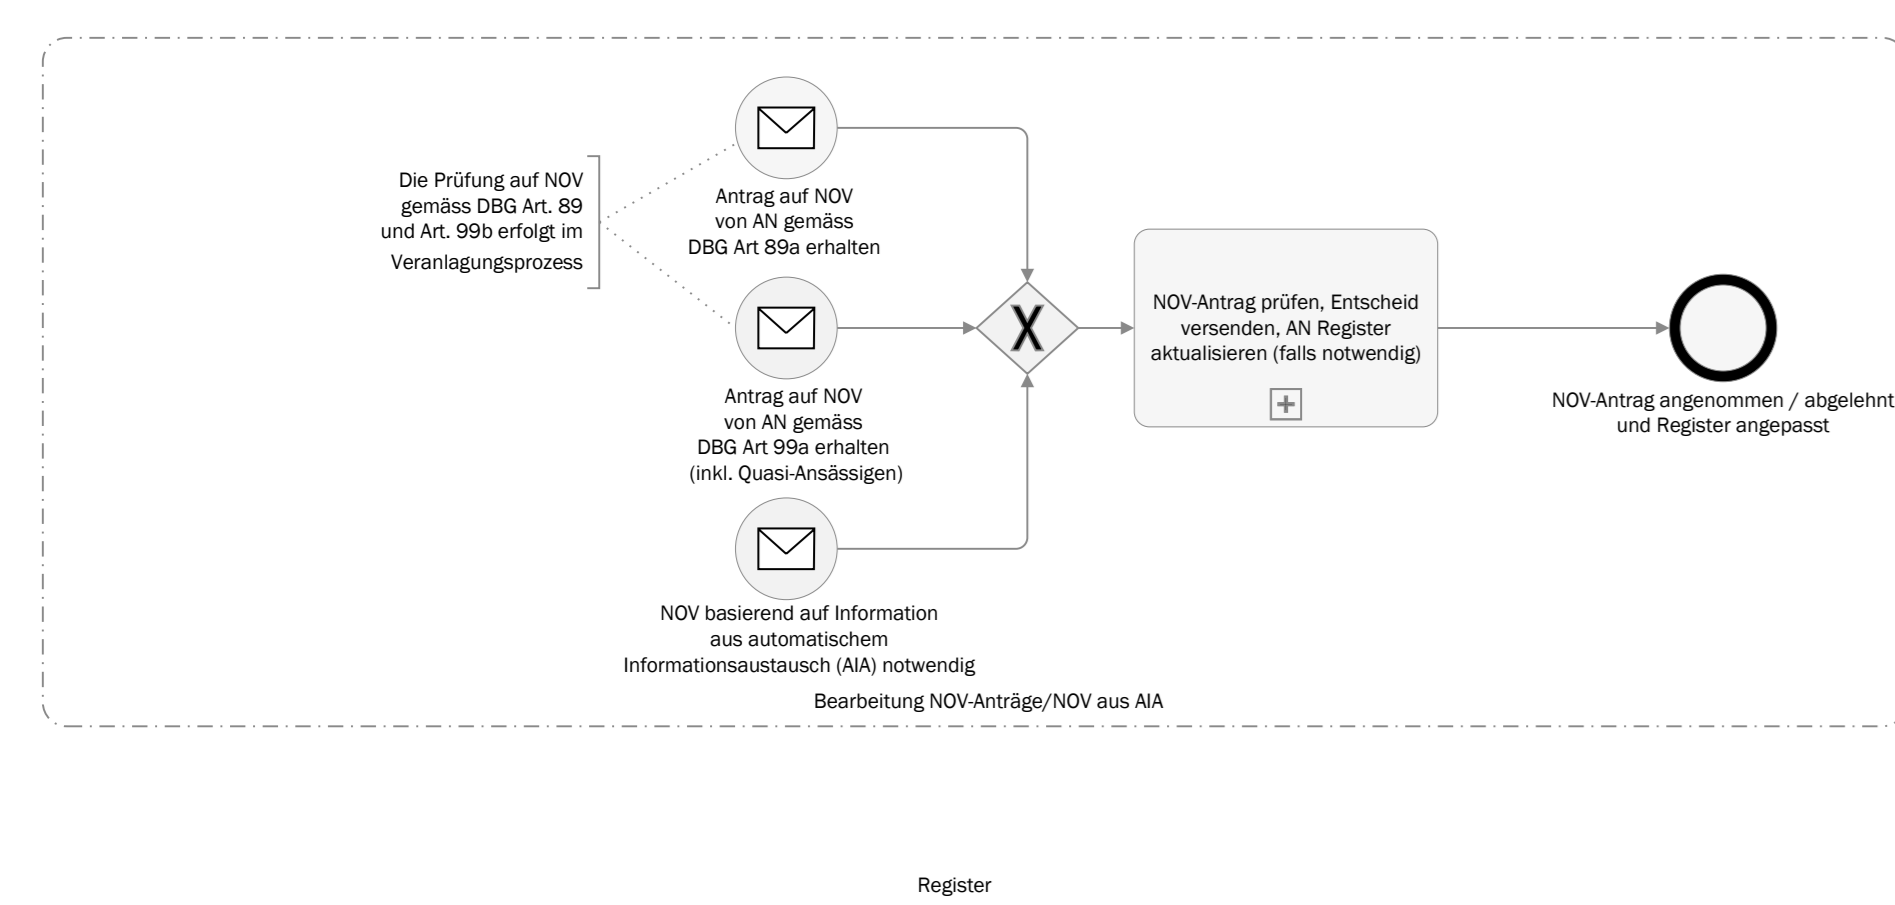 Die Prüfung auf NOV
gemäss DBG Art. 89
und Art. 99b erfolgt im
Veranlagungsprozess
Antrag auf NOV
von AN gemäss
DBG Art 89a erhalten
Antrag auf NOV
von AN gemäss
DBG Art 99a erhalten
(inkl. Quasi-Ansässigen)
NOV basierend auf Information
aus automatischem
Informationsaustausch (AIA) notwendig
X
NOV-Antrag prüfen, Entscheid
versenden, AN Register
aktualisieren (falls notwendig)
NOV-Antrag angenommen / abgelehnt
und Register angepasst
Bearbeitung NOV-Anträge/NOV aus AIA
Register